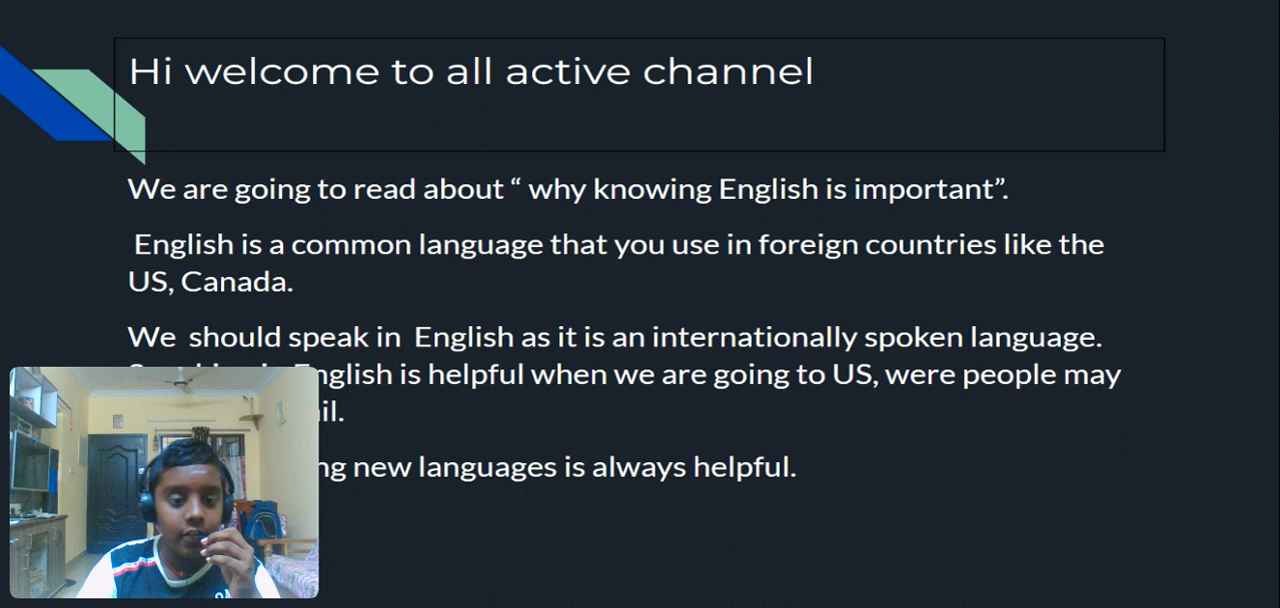 Hi welcome to all active channel
We are going to read about “ why knowing English is important”.
English is a common language that you use in foreign countries like the
US, Canada.
We  should speak in  English as it is an internationally spoken language.
English is helpful when we are going to US, were people may
new languages is always helpful.